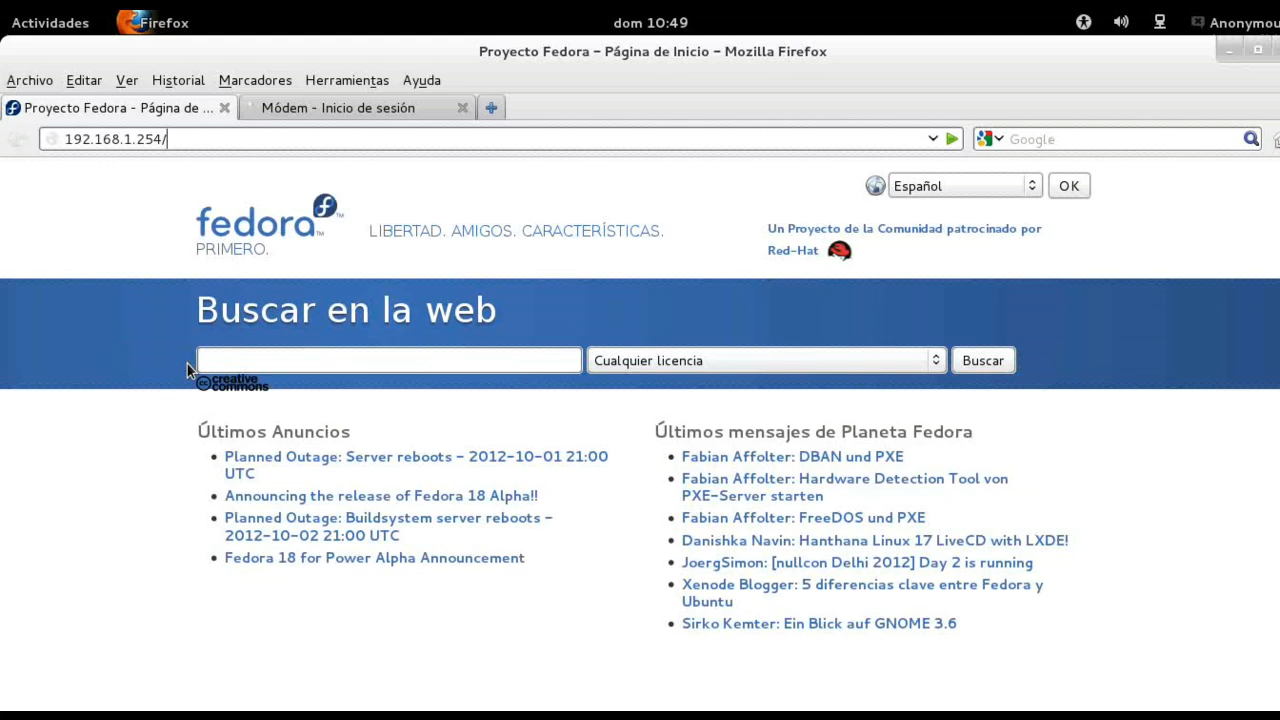 Actividades Firefox dom 10:49 Anonymou
Proyecto Fedora – Página de Inicio – Mozilla Firefox
Archivo Editar Ver Historial Marcadores Herramientas Ayuda
Proyecto Fedora - Página de ... Módem - Inicio de sesión
192.168.1.254/ Google
Español OK
fedora
LIBERTAD. AMIGOS. CARACTERÍSTICAS.
PRIMERO.
Un Proyecto de la Comunidad patrocinado por
Red-Hat
Buscar en la web
Cualquier licencia Buscar
cc creative
commons
Últimos Anuncios
Planned Outage: Server reboots – 2012-10-01 21:00
UTC
Announcing the release of Fedora 18 Alpha!!
Planned Outage: Buildsystem server reboots –
2012-10-02 21:00 UTC
Fedora 18 for Power Alpha Announcement
Últimos mensajes de Planeta Fedora
Fabian Affolter: DBAN und PXE
Fabian Affolter: Hardware Detection Tool von
PXE-Server starten
Fabian Affolter: FreeDOS und PXE
Danishka Navin: Hanthana Linux 17 LiveCD with LXDE!
JoergSimon: [nullcon Delhi 2012] Day 2 is running
Xenode Blogger: 5 diferencias clave entre Fedora y
Ubuntu
Sirko Kemter: Ein Blick auf GNOME 3.6